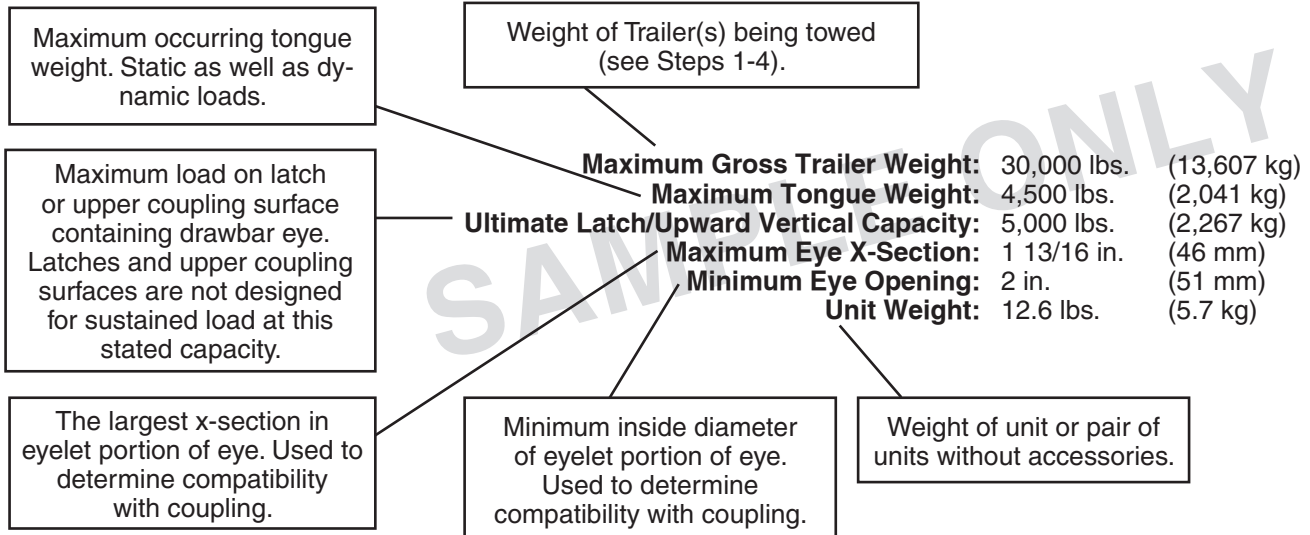 Maximum occurring tongue
weight. Static as well as dy-
namic loads.
Weight of Trailer(s) being towed
(see Steps 1-4).
Maximum load on latch
or upper coupling surface
containing drawbar eye.
Latches and upper coupling
surfaces are not designed
for sustained load at this
stated capacity.
SAMPLE ONLY
Maximum Gross Trailer Weight: 30,000 lbs. (13,607 kg)
Maximum Tongue Weight: 4,500 lbs. (2,041 kg)
Ultimate Latch/Upward Vertical Capacity: 5,000 lbs. (2,267 kg)
Maximum Eye X-Section: 1 13/16 in. (46 mm)
Minimum Eye Opening: 2 in. (51 mm)
Unit Weight: 12.6 lbs. (5.7 kg)
The largest x-section in
eyelet portion of eye. Used to
determine compatibility
with coupling.
Minimum inside diameter
of eyelet portion of eye.
Used to determine
compatibility with coupling.
Weight of unit or pair of
units without accessories.